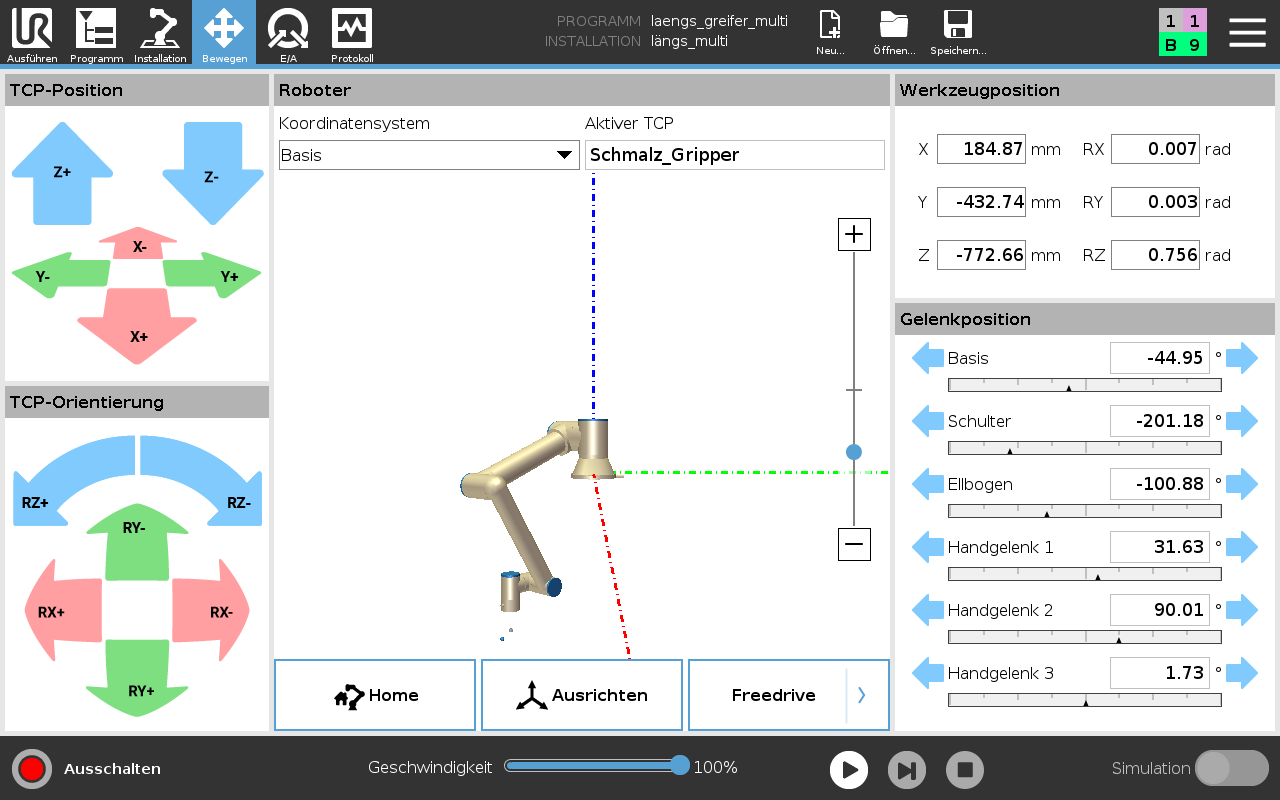 UR
PROGRAMM laengs_greifer_multi
INSTALLATION längs_multi
1 1
B 9
Ausführen Programm Installation Bewegen E/A Protokoll Neu... Öffnen... Speichern...
TCP-Position
Z+ Z-
X-
Y- Y+
X+
TCP-Orientierung
RZ+ RZ-
RY-
RX+ RX-
RY+
Roboter
Koordinatensystem Aktiver TCP
Basis Schmalz_Gripper
Home Ausrichten Freedrive
Werkzeugposition
X 184.87 mm RX 0.007 rad
Y -432.74 mm RY 0.003 rad
Z -772.66 mm RZ 0.756 rad
Gelenkposition
Basis -44.95 °
Schulter -201.18 °
Ellbogen -100.88 °
Handgelenk 1 31.63 °
Handgelenk 2 90.01 °
Handgelenk 3 1.73 °
Ausschalten Geschwindigkeit 100% Simulation